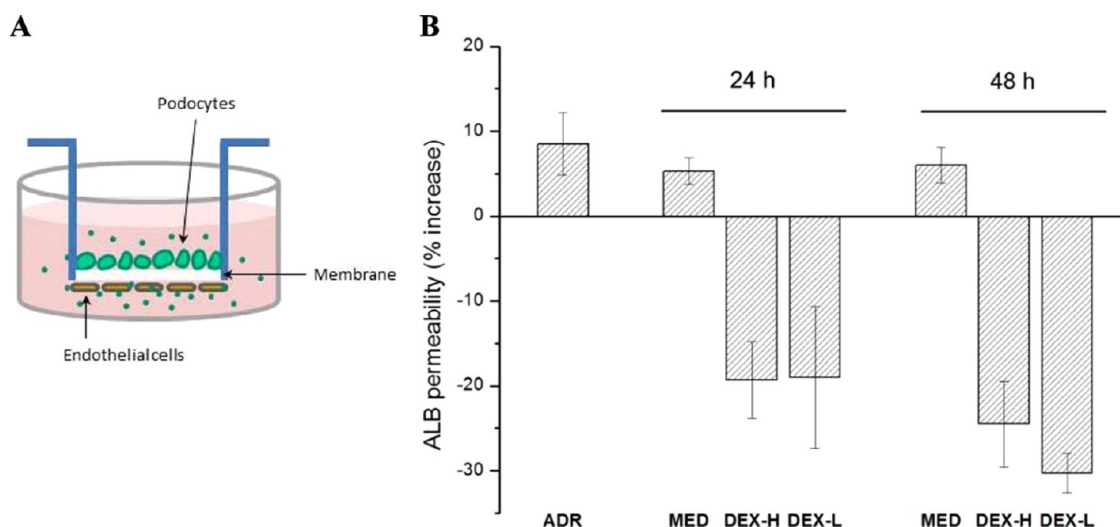 A
Podocytes
Membrane
Endothelialcells
B
ALB permeability (% increase)
20
10
0
-10
-20
-30
24 h
48 h
ADR
MED DEX-H DEX-L
MED DEX-H DEX-L